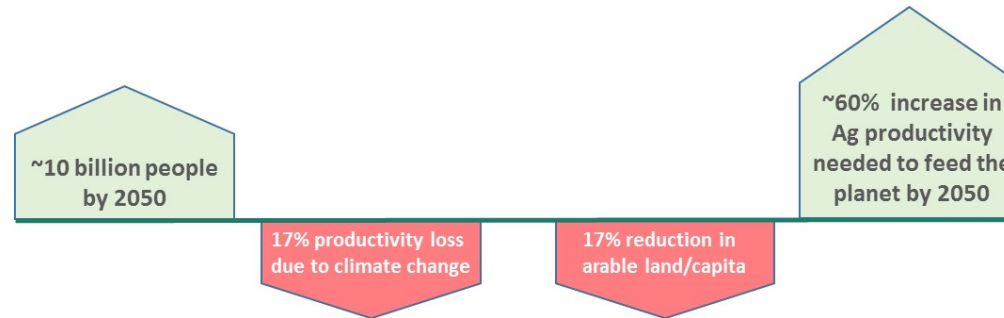 ~10 billion people
by 2050
17% productivity loss
due to climate change
17% reduction in
arable land/capita
~60% increase in
Ag productivity
needed to feed the
planet by 2050